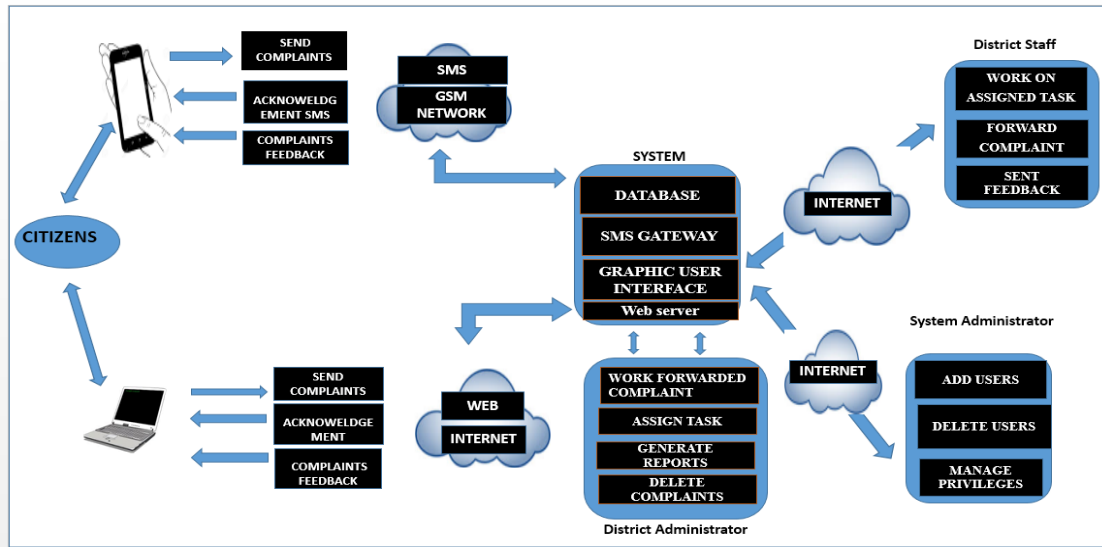 SEND
COMPLAINTS
ACKNOWELDG
EMENT SMS
COMPLAINTS
FEEDBACK
SMS
GSM
NETWORK
CITIZENS
SYSTEM
DATABASE
SMS GATEWAY
GRAPHIC USER
INTERFACE
Web server
INTERNET
District Staff
WORK ON
ASSIGNED TASK
FORWARD
COMPLAINT
SENT
FEEDBACK
SEND
COMPLAINTS
ACKNOWLEDGE
MENT
COMPLAINTS
FEEDBACK
WEB
INTERNET
WORK FORWARDED
COMPLAINT
ASSIGN TASK
GENERATE
REPORTS
DELETE
COMPLAINTS
District Administrator
INTERNET
System Administrator
ADD USERS
DELETE USERS
MANAGE
PRIVILEGES